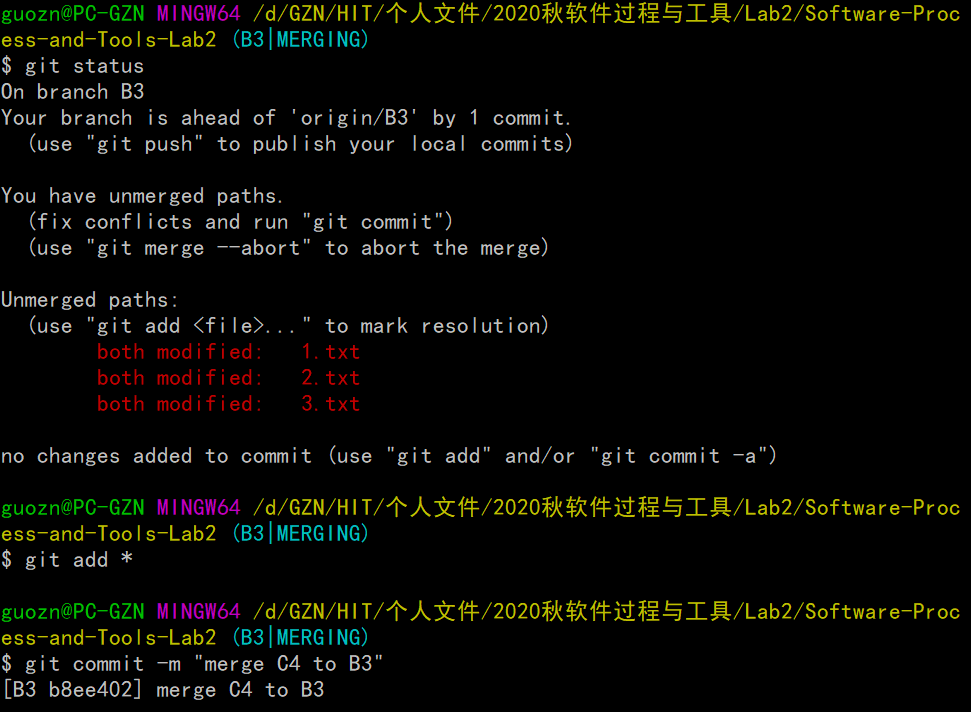 guozn@PC-GZN MINGW64 /d/GZN/HIT/个人文件/2020秋软件过程与工具/Lab2/Software-Proc
ess-and-Tools-Lab2 (B3|MERGING)
$ git status
On branch B3
Your branch is ahead of 'origin/B3' by 1 commit.
  (use "git push" to publish your local commits)

You have unmerged paths.
  (fix conflicts and run "git commit")
  (use "git merge --abort" to abort the merge)

Unmerged paths:
  (use "git add <file>..." to mark resolution)
        both modified:   1.txt
        both modified:   2.txt
        both modified:   3.txt

no changes added to commit (use "git add" and/or "git commit -a")

guozn@PC-GZN MINGW64 /d/GZN/HIT/个人文件/2020秋软件过程与工具/Lab2/Software-Proc
ess-and-Tools-Lab2 (B3|MERGING)
$ git add *

guozn@PC-GZN MINGW64 /d/GZN/HIT/个人文件/2020秋软件过程与工具/Lab2/Software-Proc
ess-and-Tools-Lab2 (B3|MERGING)
$ git commit -m "merge C4 to B3"
[B3 b8ee402] merge C4 to B3